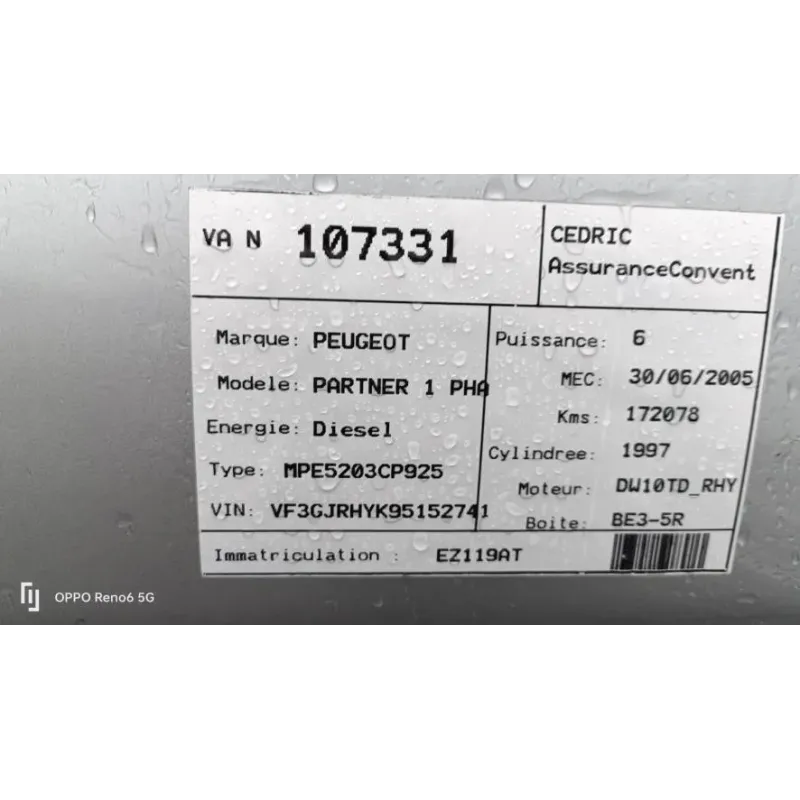 VA N 107331
CEDRIC
AssuranceConvent
Marque: PEUGEOT
Modele: PARTNER 1 PHA
Energie: Diesel
Type: MPE5203CP925
VIN: VF3GJRHYK95152741
Puissance: 6
MEC: 30/06/2005
Kms: 172078
Cylindree: 1997
Moteur: DW10TD_RHY
Boite: BE3-5R
Immatriculation : EZ119AT
OPPO Reno6 5G